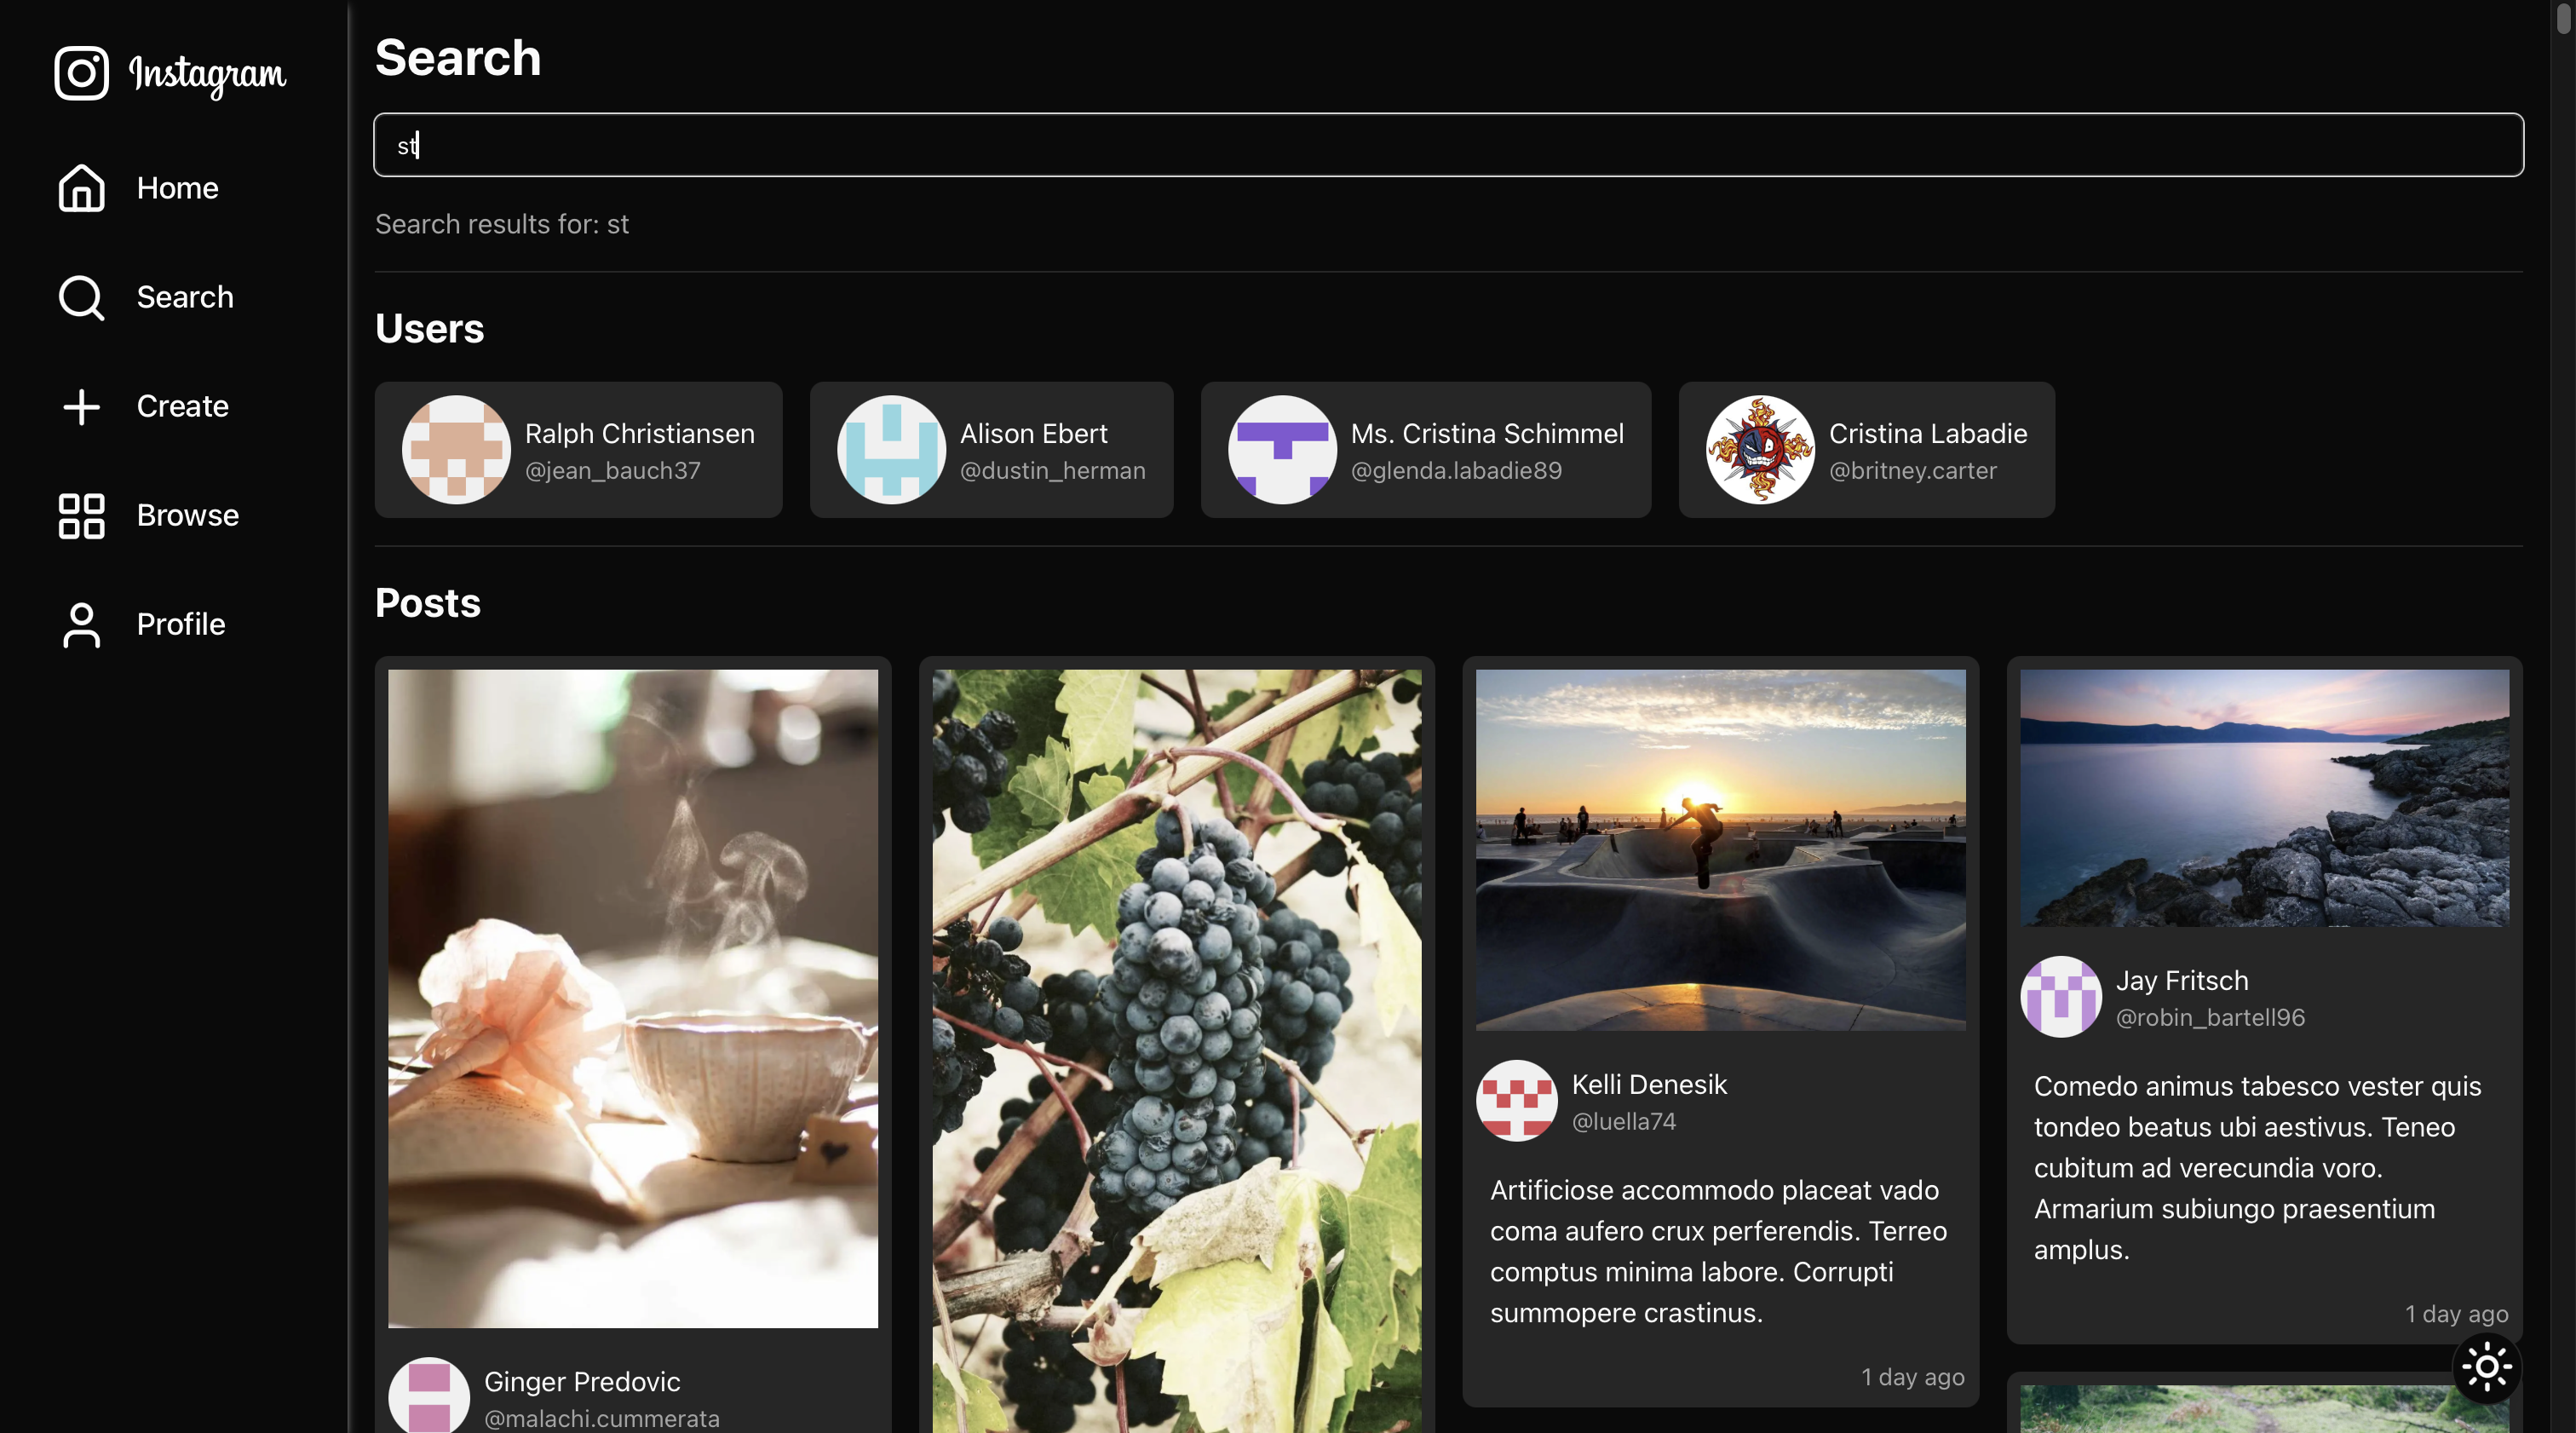 Instagram
Home
Search
Create
Browse
Profile
Search
st
Search results for: st
Users
Ralph Christiansen
@jean_bauch37
Alison Ebert
@dustin_herman
Ms. Cristina Schimmel
@glenda.labadie89
Cristina Labadie
@britney.carter
Posts
Ginger Predovic
@malachi.cummerata
Kelli Denesik
@luella74
Artificiose accommodo placeat vado
coma aufero crux perferendis. Terreo
comptus minima labore. Corrupti
summopere crastinus.
1 day ago
Jay Fritsch
@robin_bartell96
Comedo animus tabesco vester quis
tondeo beatus ubi aestivus. Teneo
cubitum ad verecundia voro.
Armarium subiungo praesentium
amplus.
1 day ago